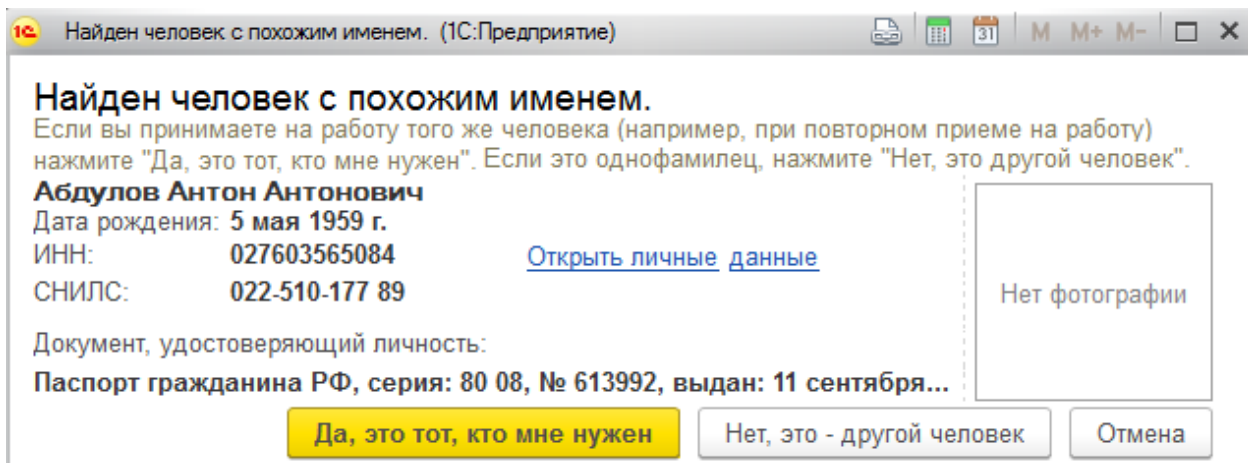 1С Найден человек с похожим именем. (1С:Предприятие) 31 M M+ M-
Найден человек с похожим именем.
Если вы принимаете на работу того же человека (например, при повторном приеме на работу)
нажмите "Да, это тот, кто мне нужен". Если это однофамилец, нажмите "Нет, это другой человек".
Абдулов Антон Антонович
Дата рождения: 5 мая 1959 г.
ИНН: 027603565084 Открыть личные данные
СНИЛС: 022-510-177 89
Нет фотографии
Документ, удостоверяющий личность:
Паспорт гражданина РФ, серия: 80 08, № 613992, выдан: 11 сентября...
Да, это тот, кто мне нужен Нет, это - другой человек Отмена